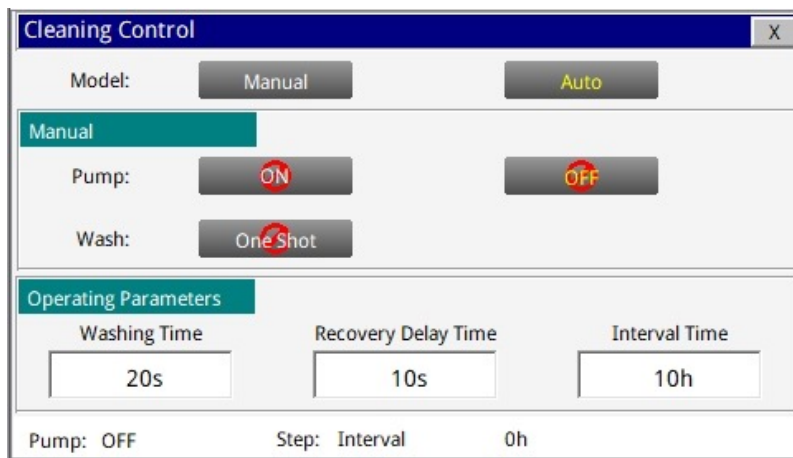 Cleaning Control X
Model: Manual Auto
Manual
Pump: ON OFF
Wash: One Shot
Operating Parameters
Washing Time Recovery Delay Time Interval Time
20s 10s 10h
Pump: OFF Step: Interval 0h